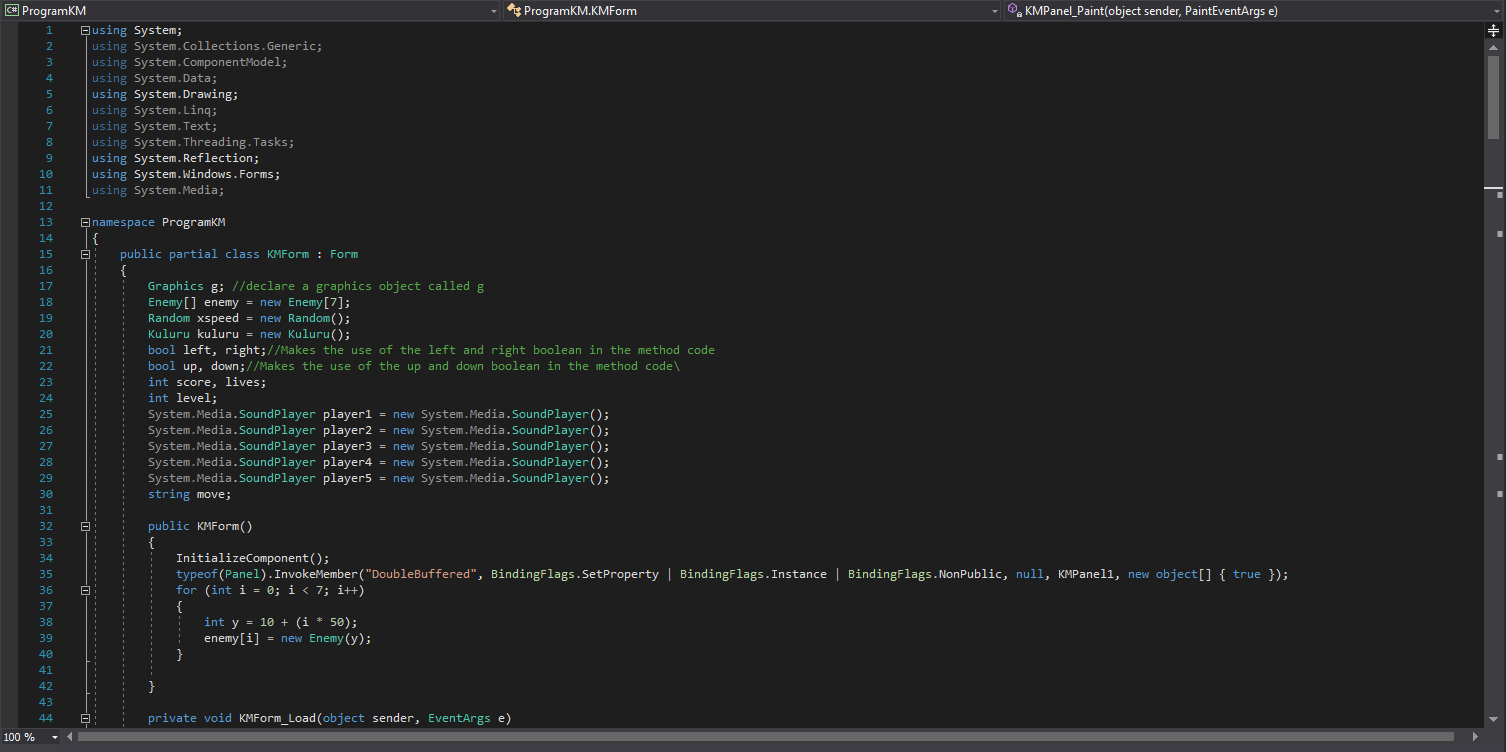 C# ProgramKM
ProgramKM.KMForm
KMPanel_Paint(object sender, PaintEventArgs e)
1 using System;
2 using System.Collections.Generic;
3 using System.ComponentModel;
4 using System.Data;
5 using System.Drawing;
6 using System.Linq;
7 using System.Text;
8 using System.Threading.Tasks;
9 using System.Reflection;
10 using System.Windows.Forms;
11 using System.Media;
12
13 namespace ProgramKM
14 {
15 public partial class KMForm : Form
16 {
17 Graphics g; //declare a graphics object called g
18 Enemy[] enemy = new Enemy[7];
19 Random xspeed = new Random();
20 Kuluru kuluru = new Kuluru();
21 bool left, right;//Makes the use of the left and right boolean in the method code
22 bool up, down;//Makes the use of the up and down boolean in the method code\
23 int score, lives;
24 int level;
25 System.Media.SoundPlayer player1 = new System.Media.SoundPlayer();
26 System.Media.SoundPlayer player2 = new System.Media.SoundPlayer();
27 System.Media.SoundPlayer player3 = new System.Media.SoundPlayer();
28 System.Media.SoundPlayer player4 = new System.Media.SoundPlayer();
29 System.Media.SoundPlayer player5 = new System.Media.SoundPlayer();
30 string move;
31
32 public KMForm()
33 {
34 InitializeComponent();
35 typeof(Panel).InvokeMember("DoubleBuffered", BindingFlags.SetProperty | BindingFlags.Instance | BindingFlags.NonPublic, null, KMPanel1, new object[] { true });
36 for (int i = 0; i < 7; i++)
37 {
38 int y = 10 + (i * 50);
39 enemy[i] = new Enemy(y);
40 }
41
42 }
43
44 private void KMForm_Load(object sender, EventArgs e)
100 %